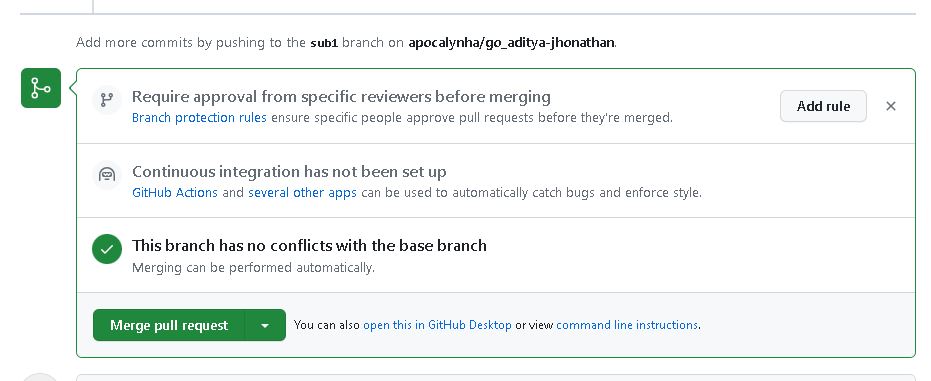 Add more commits by pushing to the sub1 branch on apocalynha/go_aditya-jhonathan.
Require approval from specific reviewers before merging
Branch protection rules ensure specific people approve pull requests before they're merged.
Add rule
Continuous integration has not been set up
GitHub Actions and several other apps can be used to automatically catch bugs and enforce style.
This branch has no conflicts with the base branch
Merging can be performed automatically.
Merge pull request
You can also open this in GitHub Desktop or view command line instructions.